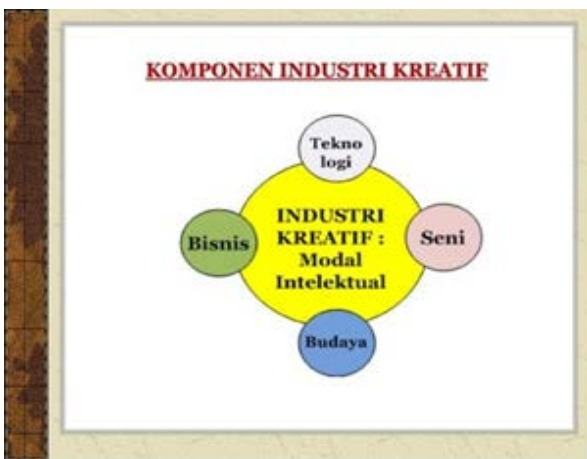 KOMPONEN INDUSTRI KREATIF
Tekno
logi
Bisnis
INDUSTRI
KREATIF :
Modal
Intelektual
Seni
Budaya